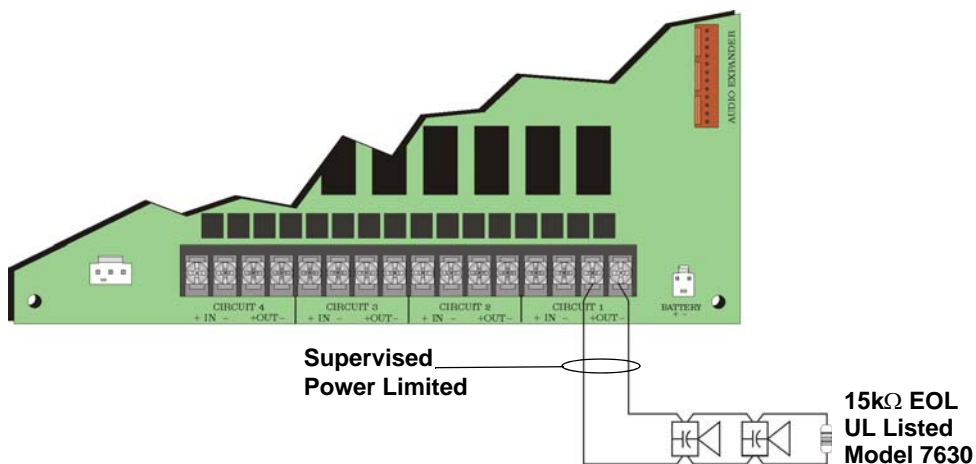 AUDIO EXPANDER
CIRCUIT 4 CIRCUIT 3 CIRCUIT 2 CIRCUIT 1 BATTERY
+ IN - +OUT- + IN - +OUT- + IN - +OUT- + IN - +OUT- + -
Supervised
Power Limited
15kΩ EOL
UL Listed
Model 7630